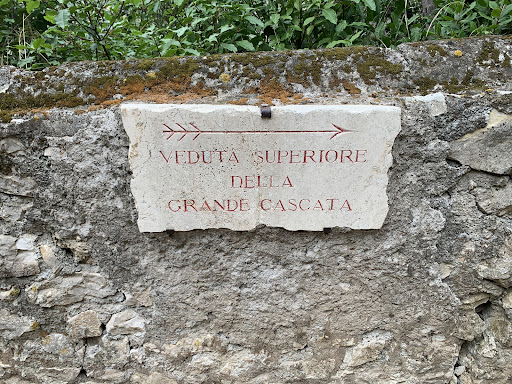 VEDUTA SUPERIORE
DELLA
GRANDE CASCATA